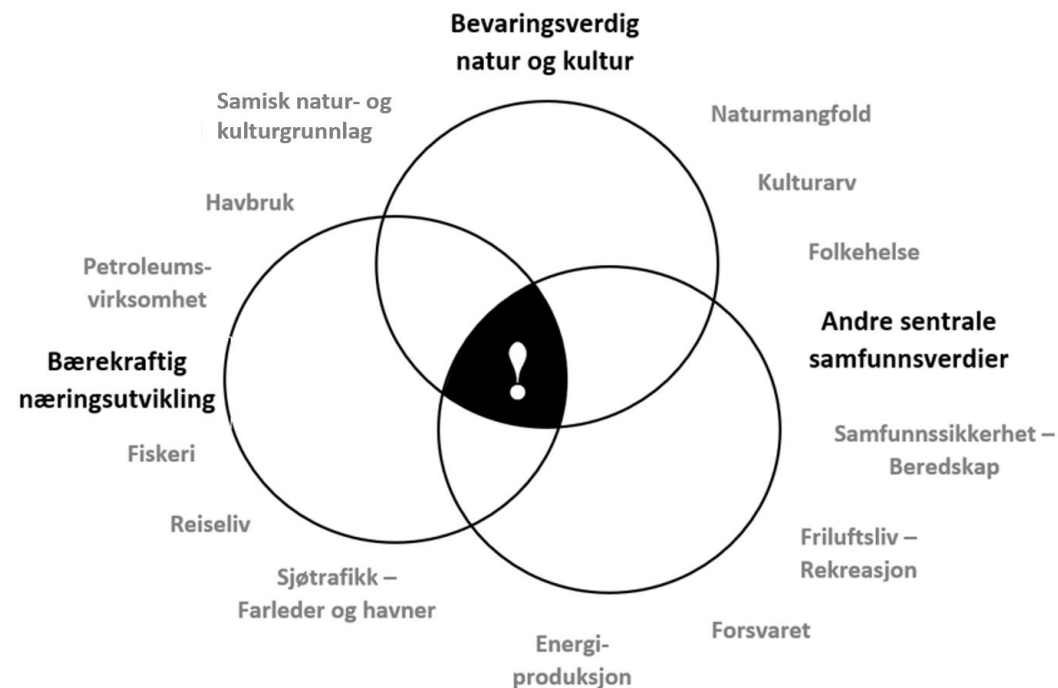 Bevaringsverdig
natur og kultur
Samisk natur- og
kulturgrunnlag
Naturmangfold
Kulturarv
Havbruk
Folkehelse
Petroleums-
virksomhet
Andre sentrale
samfunnsverdier
Bærekraftig
næringsutvikling
!
Fiskeri
Samfunnssikkerhet –
Beredskap
Reiseliv
Friluftsliv –
Rekreasjon
Sjøtrafikk –
Farleder og havner
Forsvaret
Energi-
produksjon